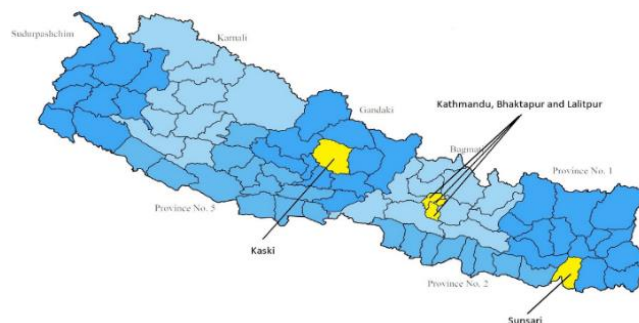 Sudurpashchim
Karnali
Gandaki
Kathmandu, Bhaktapur and Lalitpur
Bagmati
Province No. 1
Province No. 5
Kaski
Province No. 2
Sunsari